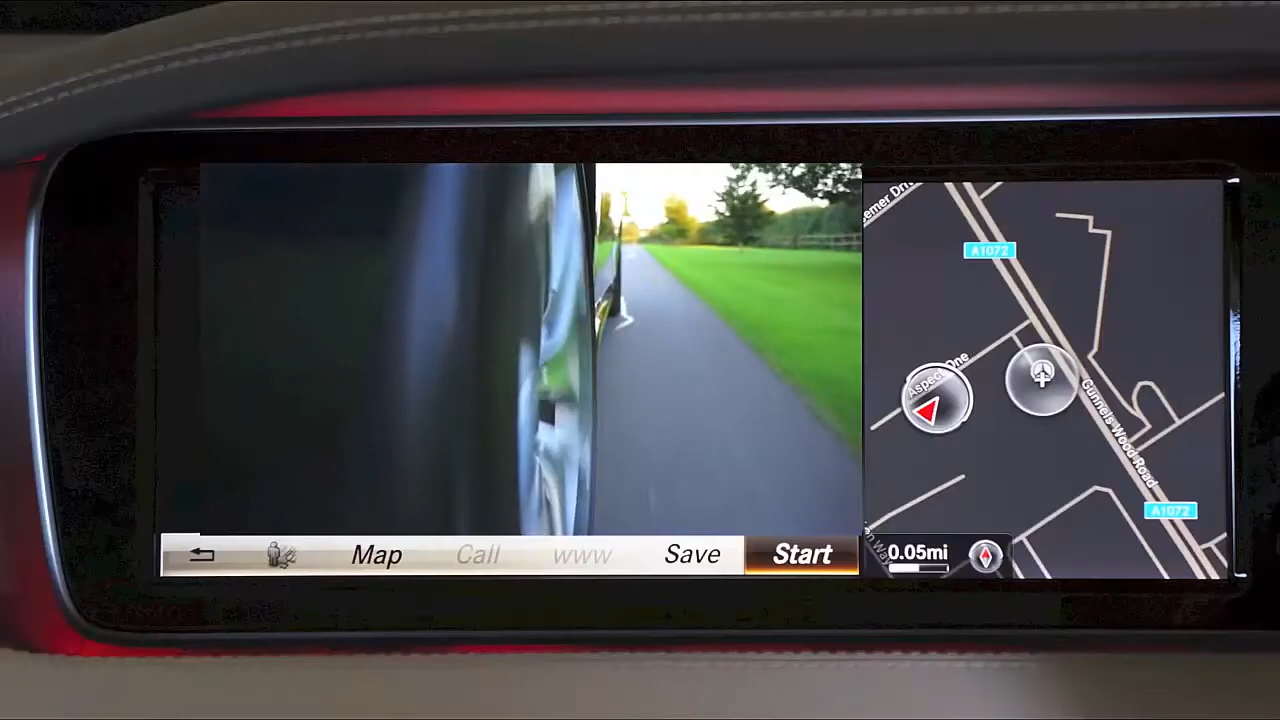 A1072
Aspect One
Gunnels Wood Road
A1072
Map Call www Save Start
0.05mi